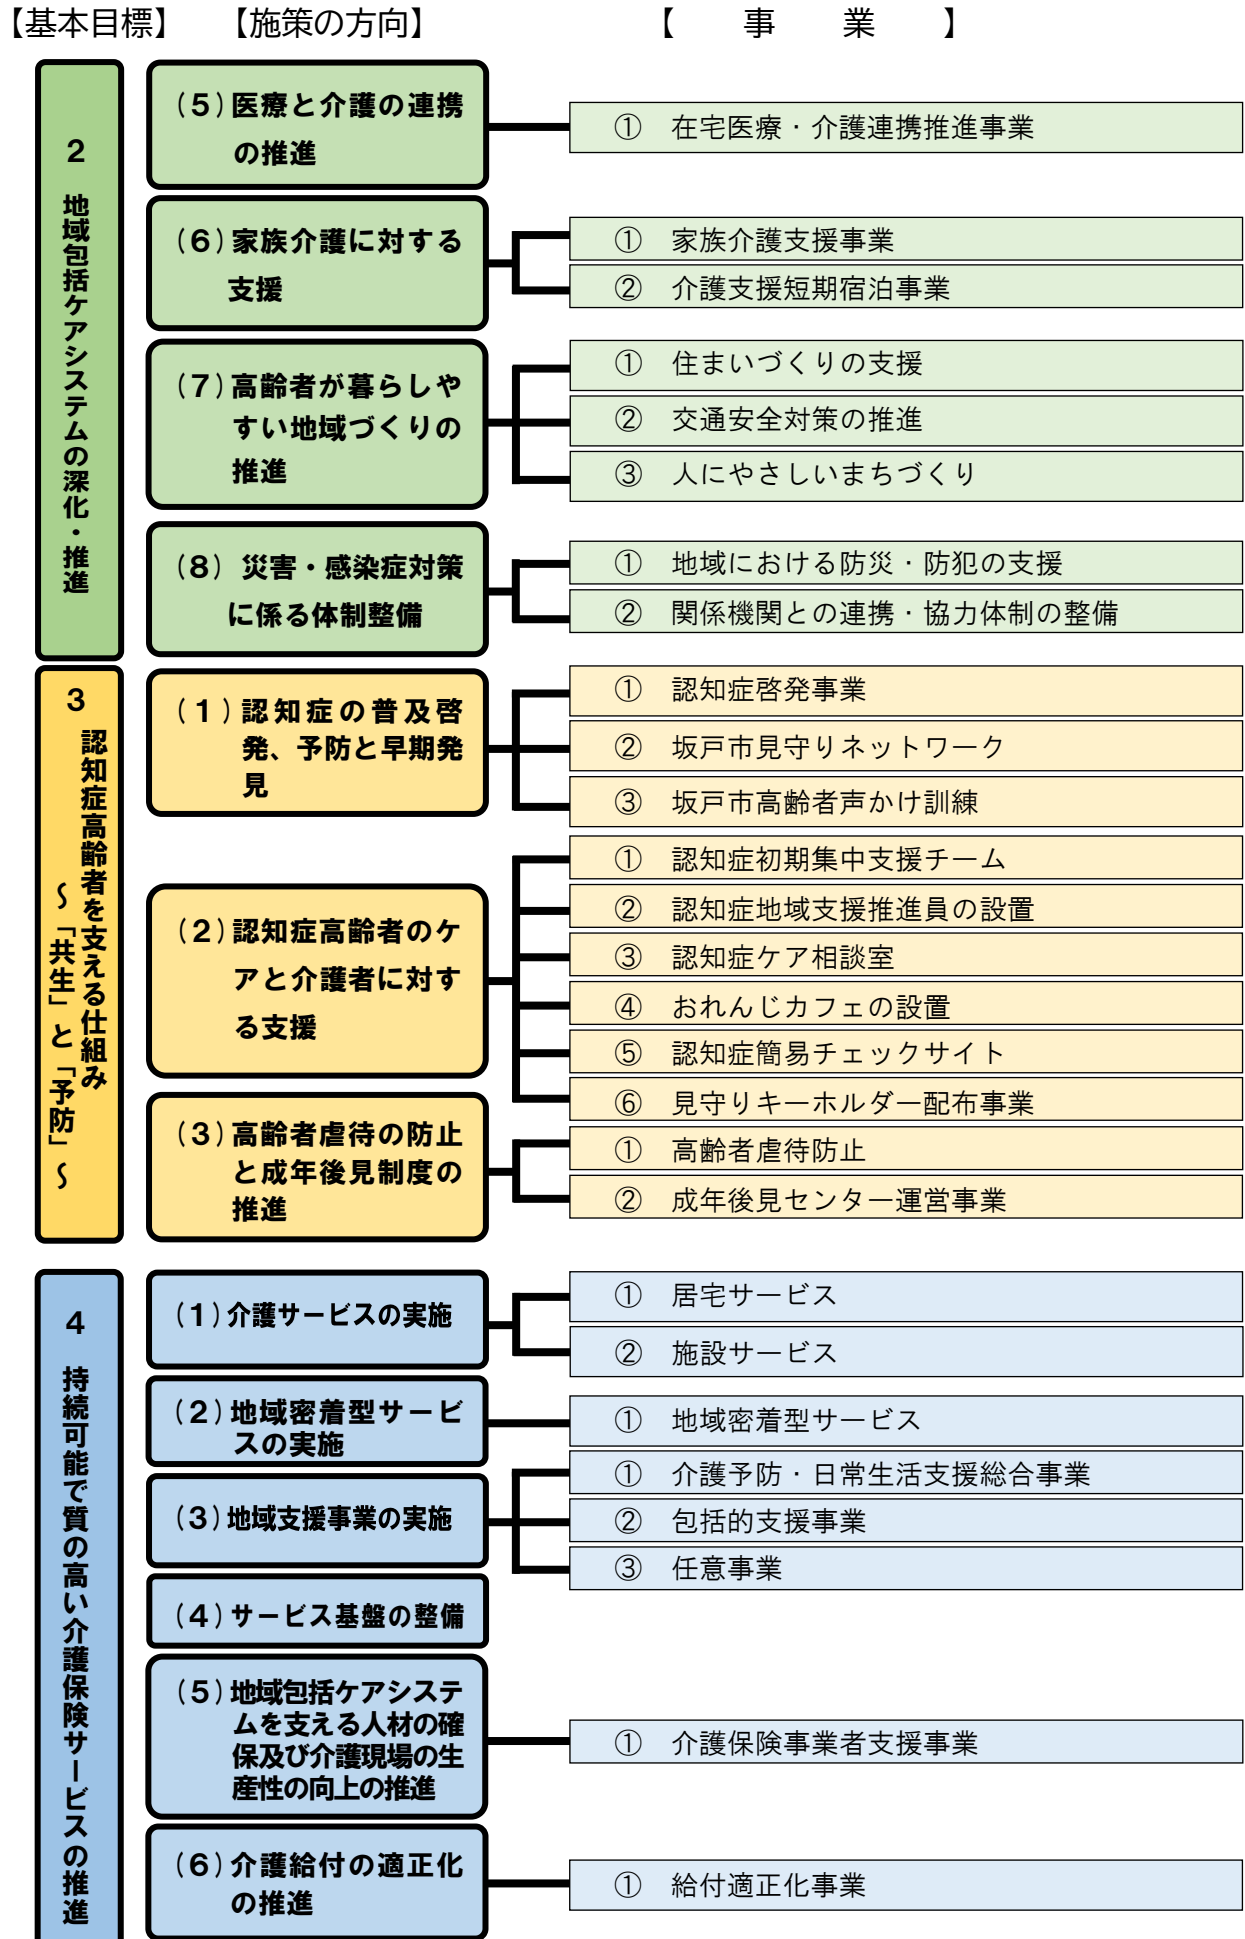 【基本目標】 【施策の方向】 【 事 業 】
2 地域包括ケアシステムの深化・推進
(5)医療と介護の連携
の推進
① 在宅医療・介護連携推進事業
(6)家族介護に対する
支援
① 家族介護支援事業
② 介護支援短期宿泊事業
(7)高齢者が暮らしや
すい地域づくりの
推進
① 住まいづくりの支援
② 交通安全対策の推進
③ 人にやさしいまちづくり
(8) 災害・感染症対策
に係る体制整備
① 地域における防災・防犯の支援
② 関係機関との連携・協力体制の整備
3 認知症高齢者を支える仕組み
～「共生」と「予防」～
(1)認知症の普及啓
発、予防と早期発
見
① 認知症啓発事業
② 坂戸市見守りネットワーク
③ 坂戸市高齢者声かけ訓練
(2)認知症高齢者のケ
アと介護者に対す
る支援
① 認知症初期集中支援チーム
② 認知症地域支援推進員の設置
③ 認知症ケア相談室
④ おれんじカフェの設置
⑤ 認知症簡易チェックサイト
⑥ 見守りキーホルダー配布事業
(3)高齢者虐待の防止
と成年後見制度の
推進
① 高齢者虐待防止
② 成年後見センター運営事業
4 持続可能で質の高い介護保険サービスの推進
(1)介護サービスの実施
① 居宅サービス
② 施設サービス
(2)地域密着型サービ
スの実施
① 地域密着型サービス
(3)地域支援事業の実施
① 介護予防・日常生活支援総合事業
② 包括的支援事業
③ 任意事業
(4)サービス基盤の整備
(5)地域包括ケアシステ
ムを支える人材の確
保及び介護現場の生
産性の向上の推進
① 介護保険事業者支援事業
(6)介護給付の適正化
の推進
① 給付適正化事業